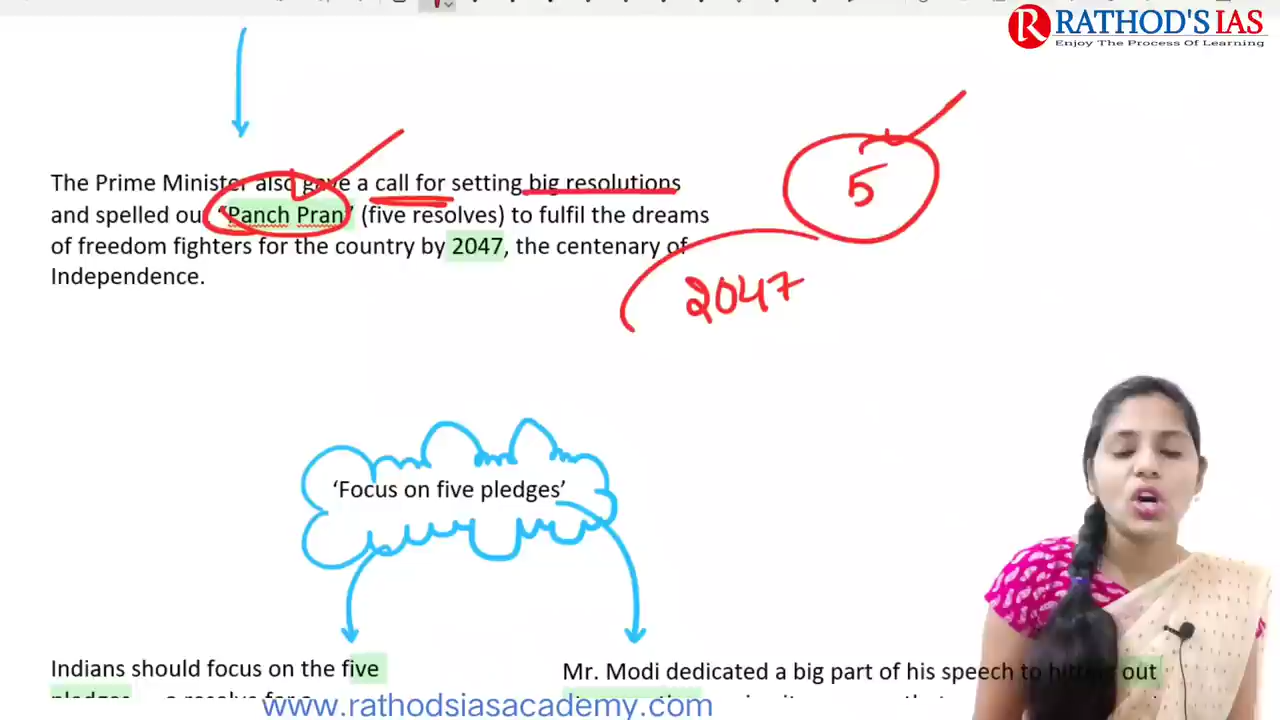 RATHOD'S IAS
Enjoy The Process Of Learning
5
The Prime Minister also gave a call for setting big resolutions
and spelled out "Panch Pran" (five resolves) to fulfil the dreams
of freedom fighters for the country by 2047, the centenary of
Independence.
2047
'Focus on five pledges'
Indians should focus on the five
pledges
Mr. Modi dedicated a big part of his speech to hitting out
www.rathodsiasacademy.com